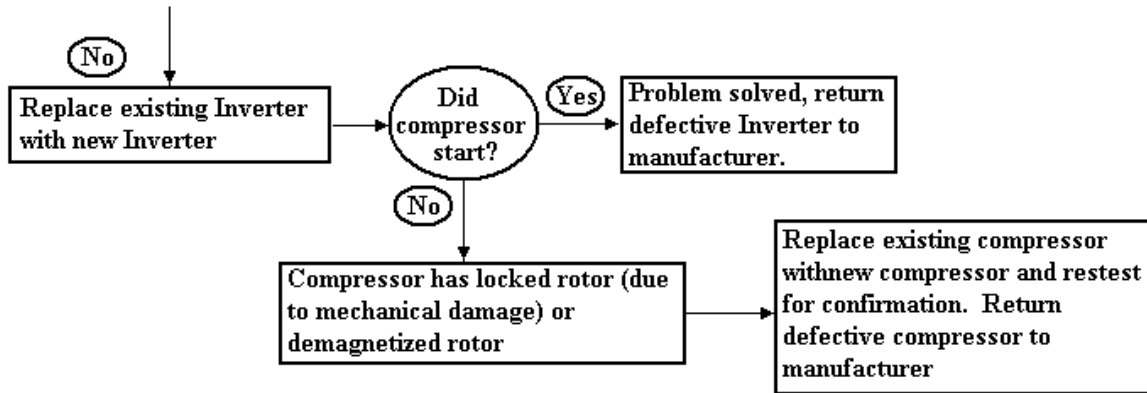 No
Replace existing Inverter
with new Inverter
Did
compressor
start?
Yes
Problem solved, return
defective Inverter to
manufacturer.
No
Compressor has locked rotor (due
to mechanical damage) or
demagnetized rotor
Replace existing compressor
withnew compressor and restest
for confirmation. Return
defective compressor to
manufacturer